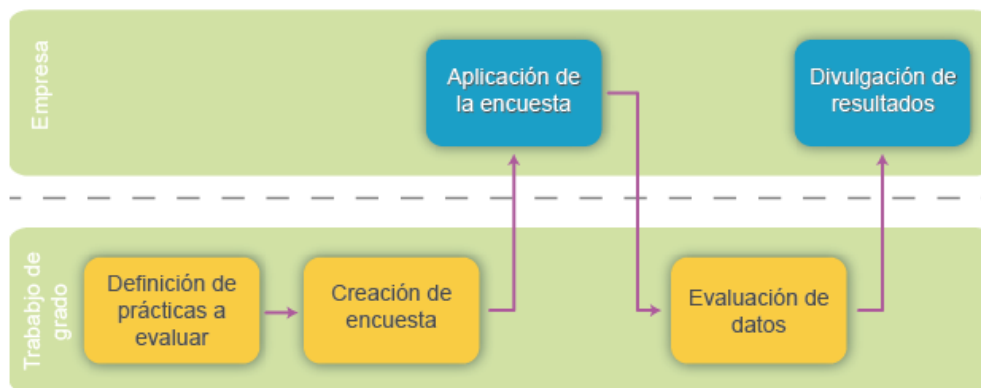 Empresa
Aplicación de
la encuesta
Divulgación de
resultados
Trababjo de
grado
Definición de
prácticas a
evaluar
Creación de
encuesta
Evaluación de
datos